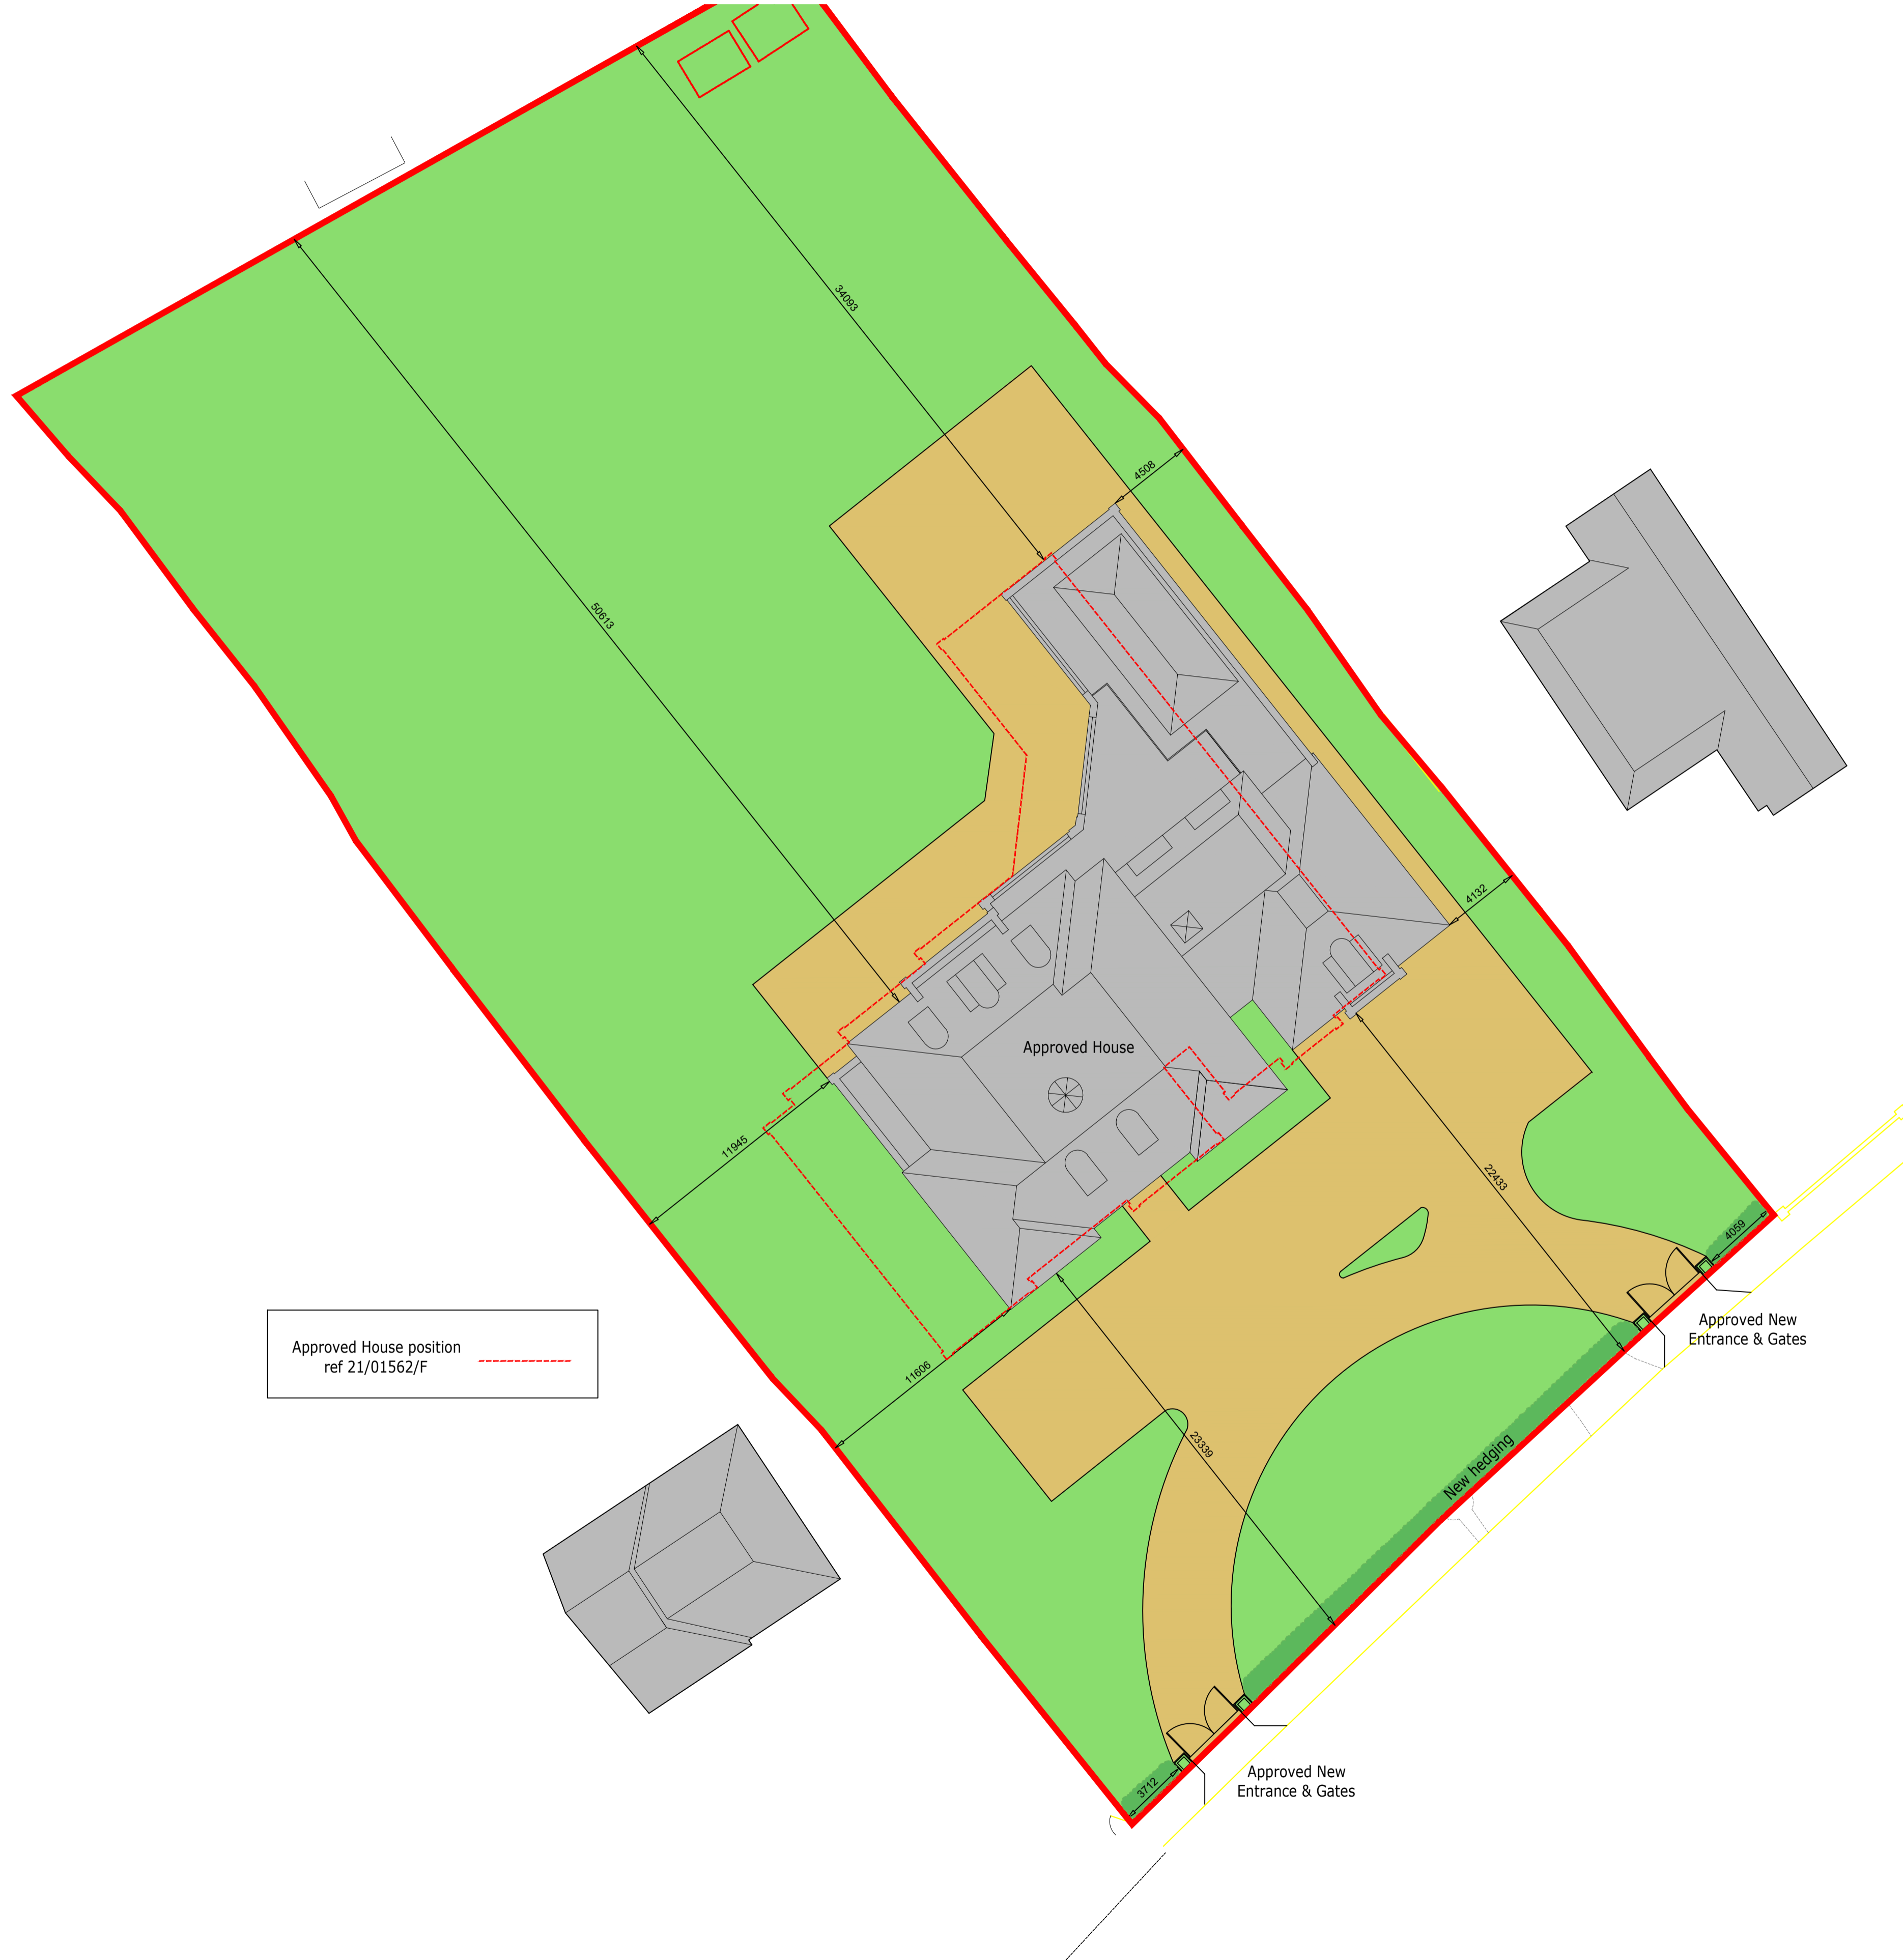 34093
4508
50613
4132
Approved House
11945
22433
4059
Approved New
Entrance & Gates
Approved House position
ref 21/01562/F
11606
23339
New hedging
Approved New
Entrance & Gates
3712